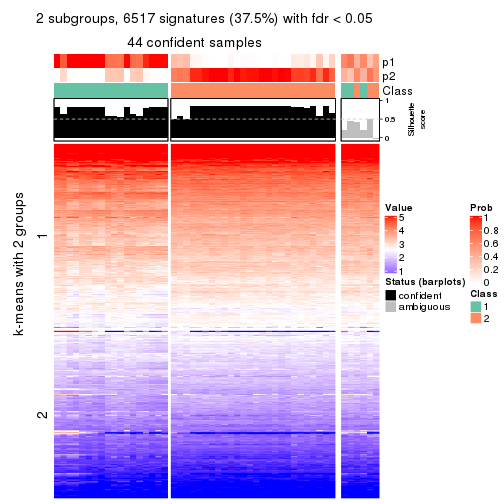 2 subgroups, 6517 signatures (37.5%) with fdr < 0.05
44 confident samples
p1
p2
Class
1
0.5
0
Silhouette
score
k-means with 2 groups
1
2
Value
5
4
3
2
1
Status (barplots)
confident
ambiguous
Prob
1
0.8
0.6
0.4
0.2
0
Class
1
2